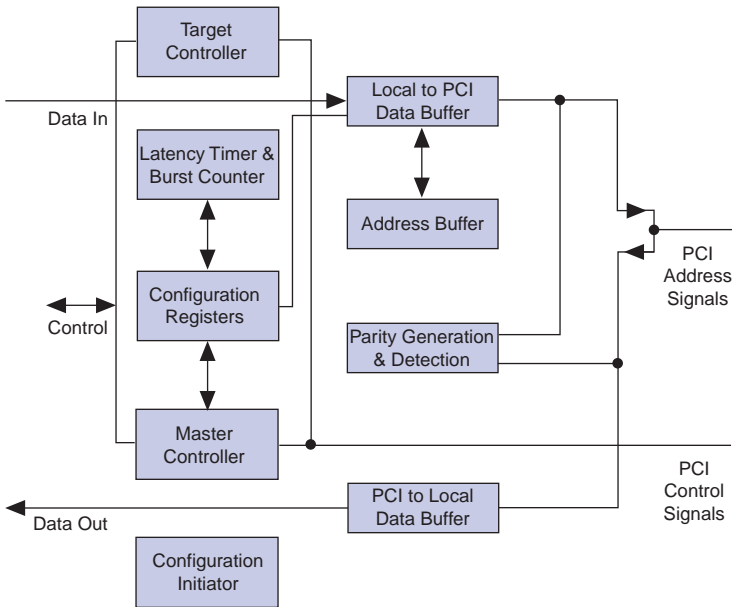 Target
Controller
Data In
Local to PCI
Data Buffer
Latency Timer &
Burst Counter
Address Buffer
PCI
Address
Signals
Control
Configuration
Registers
Parity Generation
& Detection
Master
Controller
PCI
Control
Signals
Data Out
PCI to Local
Data Buffer
Configuration
Initiator